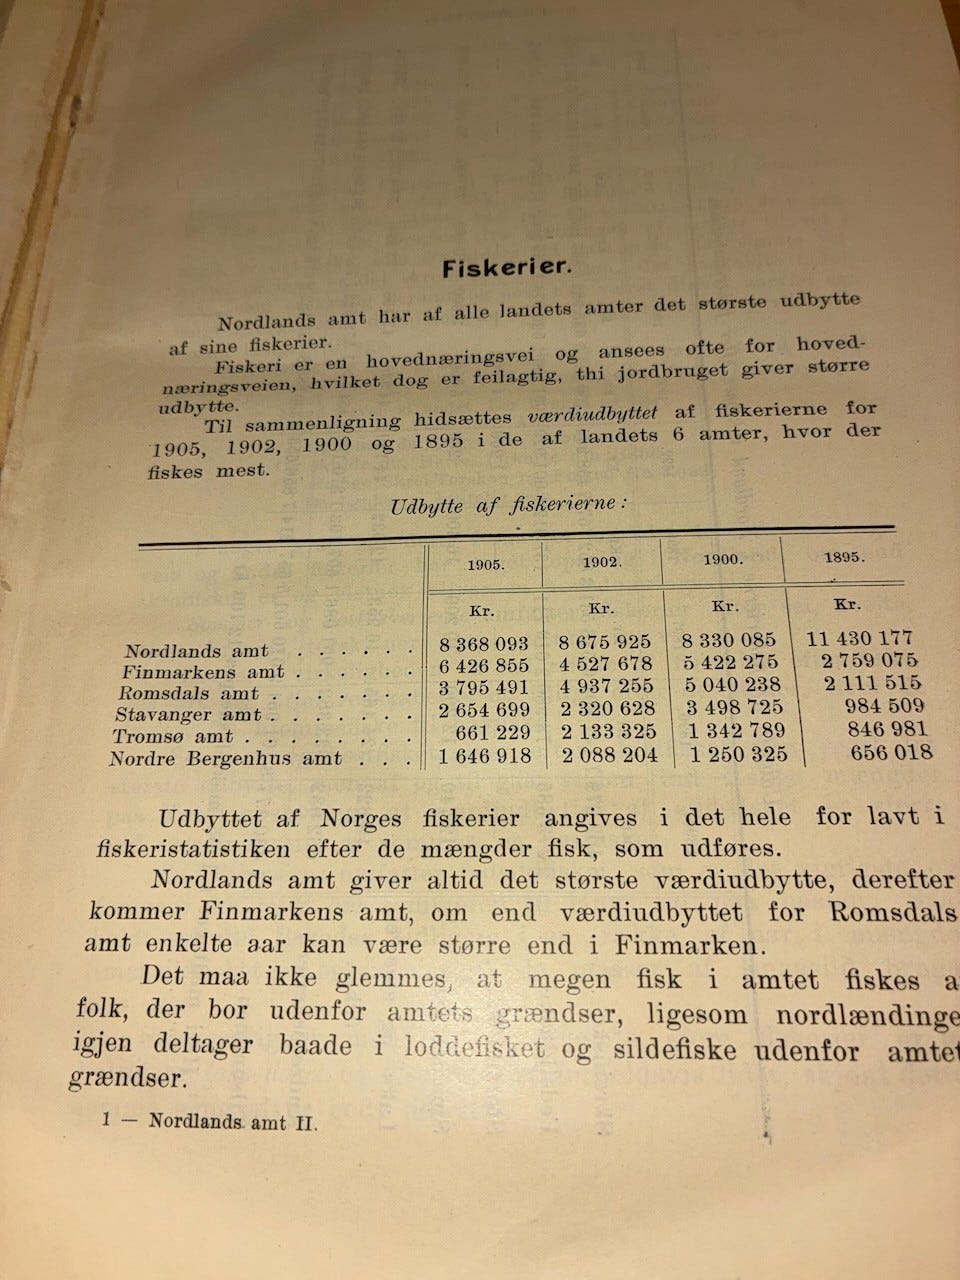 Fiskerier.
Nordlands amt har af alle landets amter det største udbytte
af sine fiskerier.
Fiskeri er en hovednæringsvei og ansees ofte for hoved-
næringsveien, hvilket dog er feilagtig, thi jordbruget giver større
udbytte.
Til sammenligning hidsættes værdiudbyttet af fiskerierne for
1905, 1902, 1900 og 1895 i de af landets 6 amter, hvor der
fiskes mest.
Udbytte af fiskerierne:
1905. 1902. 1900. 1895.
Kr. Kr. Kr. Kr.
Nordlands amt . . . . . . 8 368 093 8 675 925 8 330 085 11 430 177
Finmarkens amt . . . . . . 6 426 855 4 527 678 5 422 275 2 759 075
Romsdals amt . . . . . . . 3 795 491 4 937 255 5 040 238 2 111 515
Stavanger amt . . . . . . . 2 654 699 2 320 628 3 498 725 984 509
Tromsø amt . . . . . . . . 661 229 2 133 325 1 342 789 846 981
Nordre Bergenhus amt . . . 1 646 918 2 088 204 1 250 325 656 018
Udbyttet af Norges fiskerier angives i det hele for lavt i
fiskeristatistiken efter de mængder fisk, som udføres.
Nordlands amt giver altid det største værdiudbytte, derefter
kommer Finmarkens amt, om end værdiudbyttet for Romsdals
amt enkelte aar kan være større end i Finmarken.
Det maa ikke glemmes, at megen fisk i amtet fiskes a
folk, der bor udenfor amtets grændser, ligesom nordlændinge
igjen deltager baade i loddefisket og sildefiske udenfor amtet
grændser.
1 — Nordlands amt II.